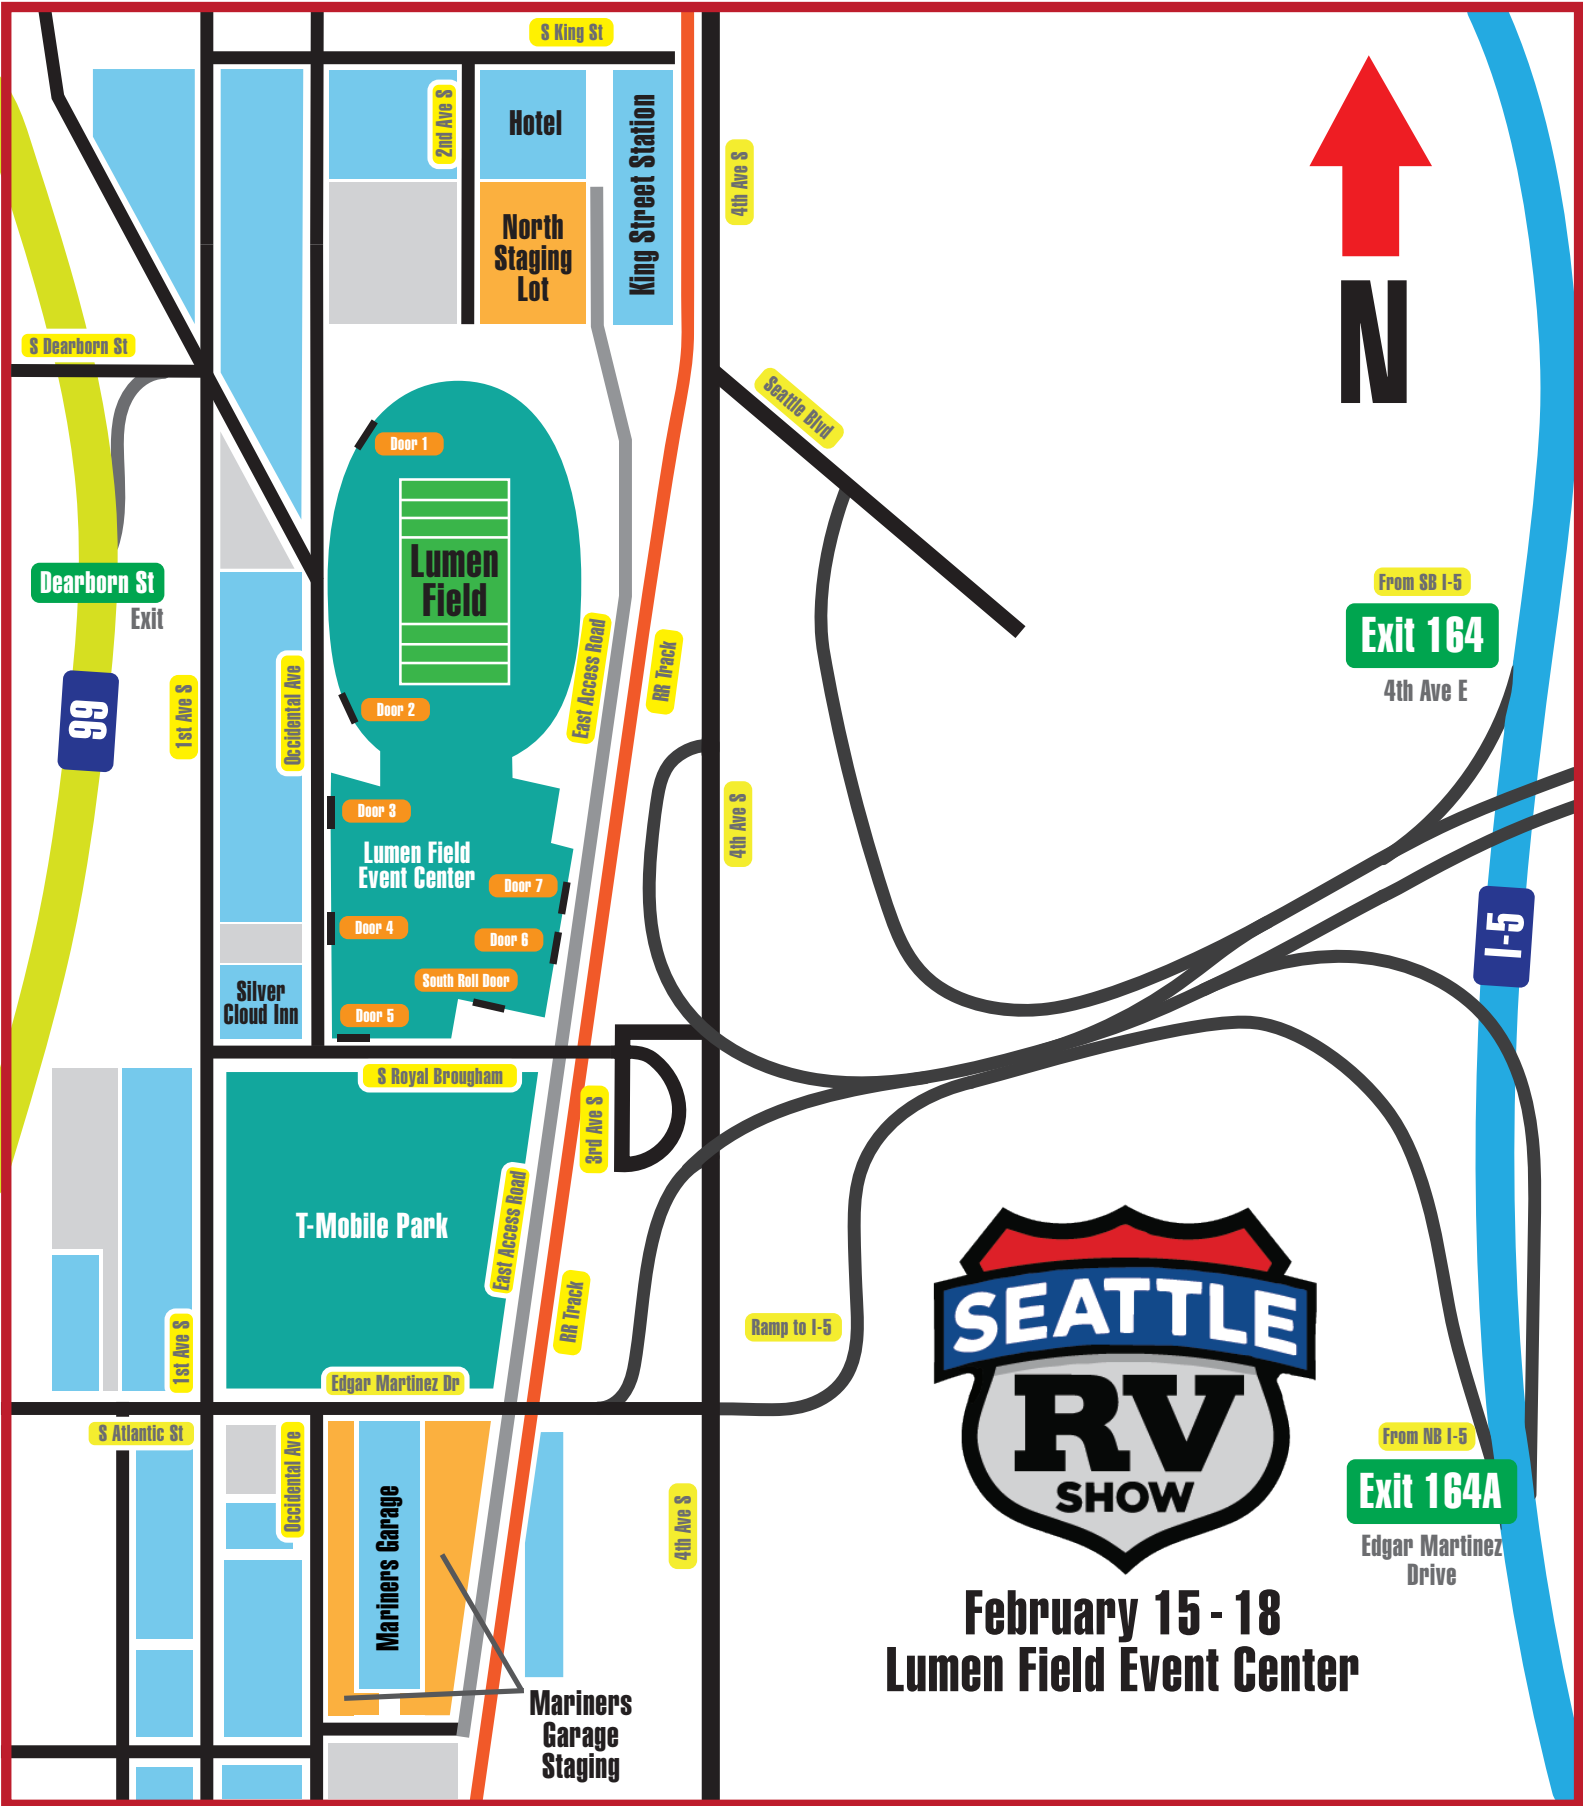 S King St
2nd Ave S
Hotel
King Street Station
4th Ave S
North
Staging
Lot
N
S Dearborn St
Seattle Blvd
Door 1
Lumen
Field
Dearborn St
Exit
From SB I-5
Exit 164
4th Ave E
99
1st Ave S
Occidental Ave
Door 2
East Access Road
RR Track
Door 3
4th Ave S
Lumen Field
Event Center
Door 7
Door 4
Door 6
I-5
South Roll Door
Silver
Cloud Inn
Door 5
S Royal Brougham
3rd Ave S
T-Mobile Park
East Access Road
RR Track
1st Ave S
Ramp to I-5
Edgar Martinez Dr
SEATTLE
RV
SHOW
S Atlantic St
Occidental Ave
Mariners Garage
4th Ave S
From NB I-5
Exit 164A
Edgar Martinez
Drive
February 15 - 18
Lumen Field Event Center
Mariners
Garage
Staging